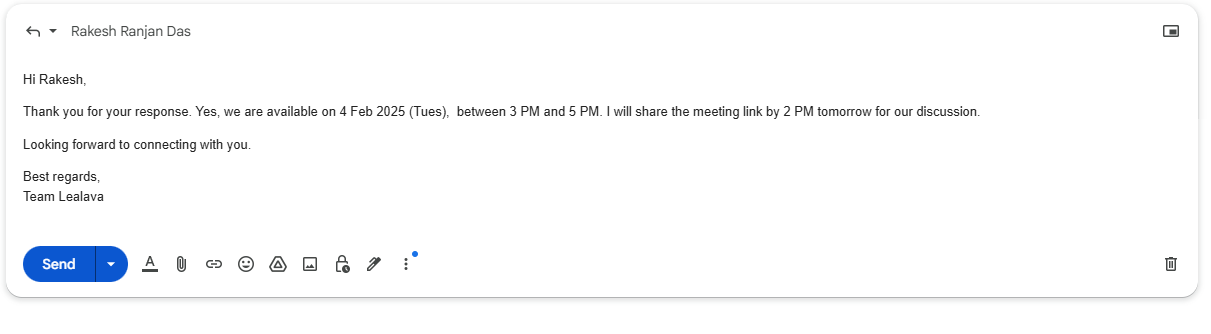 Rakesh Ranjan Das
Hi Rakesh,
Thank you for your response. Yes, we are available on 4 Feb 2025 (Tues),  between 3 PM and 5 PM. I will share the meeting link by 2 PM tomorrow for our discussion.
Looking forward to connecting with you.
Best regards,
Team Lealava
Send